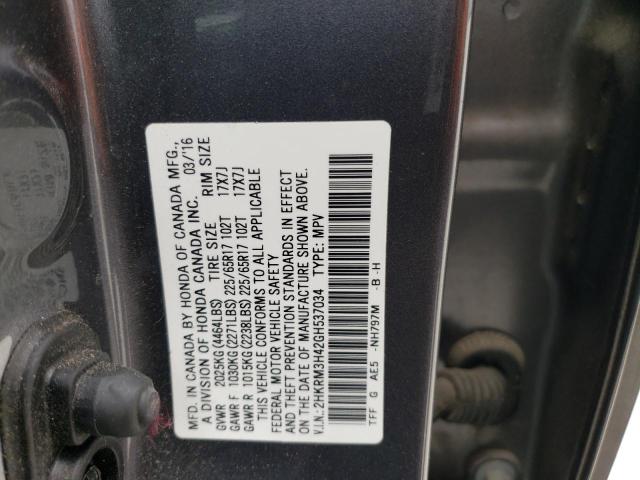 MFD. IN CANADA BY HONDA OF CANADA MFG.,
A DIVISION OF HONDA CANADA INC. 03/16
GVWR 2025KG(4464LBS) TIRE SIZE RIM SIZE
GAWR F 1030KG(2271LBS) 225/65R17 102T 17X7J
GAWR R 1015KG(2238LBS) 225/65R17 102T 17X7J
THIS VEHICLE CONFORMS TO ALL APPLICABLE
FEDERAL MOTOR VEHICLE SAFETY
AND THEFT PREVENTION STANDARDS IN EFFECT
ON THE DATE OF MANUFACTURE SHOWN ABOVE.
V.I.N.: 2HKRM3H42GH537034 TYPE: MPV
TFF G AE5 -NH797M -B -H